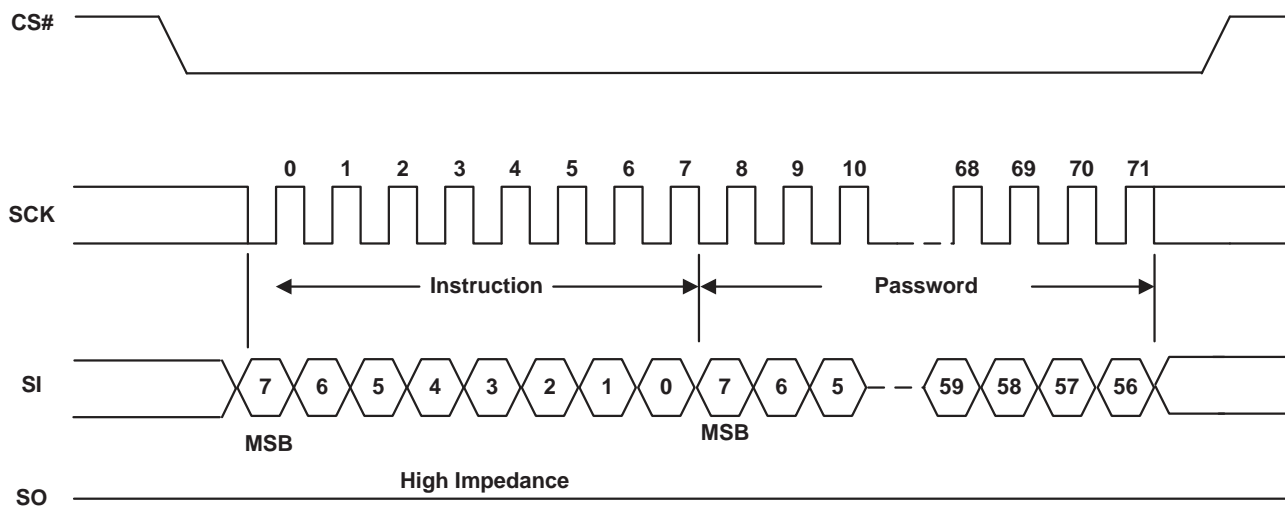 CS#
0 1 2 3 4 5 6 7 8 9 10 68 69 70 71
SCK
Instruction Password
SI 7 6 5 4 3 2 1 0 7 6 5 59 58 57 56
MSB MSB
High Impedance
SO